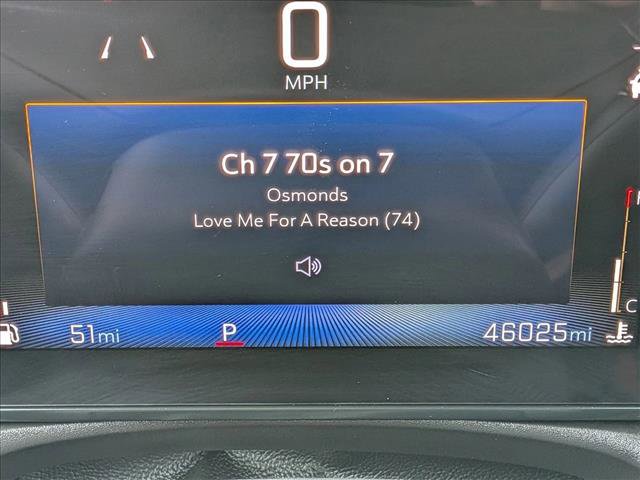 0
MPH
Ch 7 70s on 7
Osmonds
Love Me For A Reason (74)
51mi P 46025mi
C